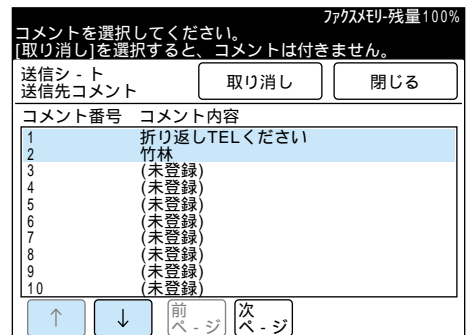 ﾌｧｸｽﾒﾓﾘｰ残量100%
コメントを選択してください。
[取り消し]を選択すると、コメントは付きません。
送信シ - ト
送信先コメント
取り消し
閉じる
コメント番号 コメント内容
1 折り返しTELください
2 竹林
3 (未登録)
4 (未登録)
5 (未登録)
6 (未登録)
7 (未登録)
8 (未登録)
9 (未登録)
10 (未登録)
↑
↓
前
ペ - ジ
次
ペ - ジ